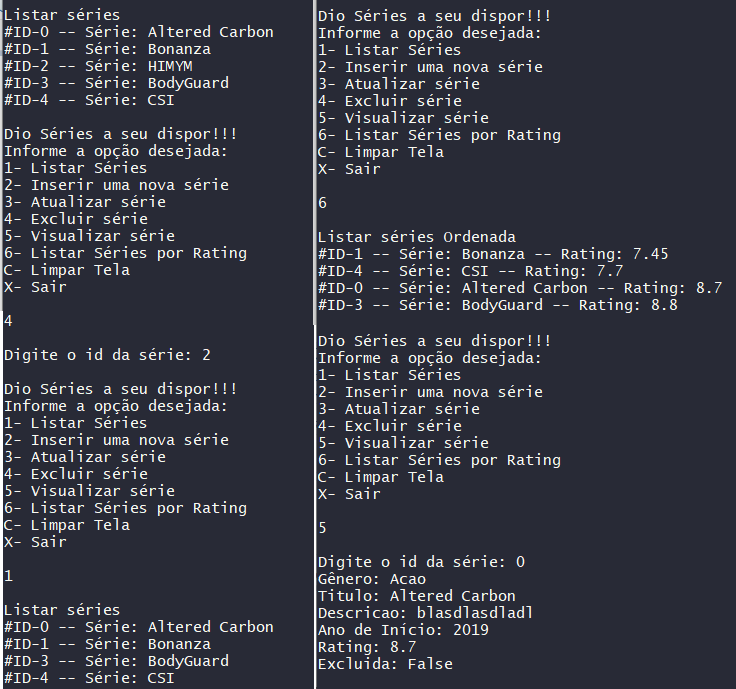 Listar séries
#ID-0 -- Série: Altered Carbon
#ID-1 -- Série: Bonanza
#ID-2 -- Série: HIMYM
#ID-3 -- Série: BodyGuard
#ID-4 -- Série: CSI
Dio Séries a seu dispor!!!
Informe a opção desejada:
1- Listar Séries
2- Inserir uma nova série
3- Atualizar série
4- Excluir série
5- Visualizar série
6- Listar Séries por Rating
C- Limpar Tela
X- Sair
4
Digite o id da série: 2
Dio Séries a seu dispor!!!
Informe a opção desejada:
1- Listar Séries
2- Inserir uma nova série
3- Atualizar série
4- Excluir série
5- Visualizar série
6- Listar Séries por Rating
C- Limpar Tela
X- Sair
1
Listar séries
#ID-0 -- Série: Altered Carbon
#ID-1 -- Série: Bonanza
#ID-3 -- Série: BodyGuard
#ID-4 -- Série: CSI
Dio Séries a seu dispor!!!
Informe a opção desejada:
1- Listar Séries
2- Inserir uma nova série
3- Atualizar série
4- Excluir série
5- Visualizar série
6- Listar Séries por Rating
C- Limpar Tela
X- Sair
6
Listar séries Ordenada
#ID-1 -- Série: Bonanza -- Rating: 7.45
#ID-4 -- Série: CSI -- Rating: 7.7
#ID-0 -- Série: Altered Carbon -- Rating: 8.7
#ID-3 -- Série: BodyGuard -- Rating: 8.8
Dio Séries a seu dispor!!!
Informe a opção desejada:
1- Listar Séries
2- Inserir uma nova série
3- Atualizar série
4- Excluir série
5- Visualizar série
6- Listar Séries por Rating
C- Limpar Tela
X- Sair
5
Digite o id da série: 0
Gênero: Acao
Titulo: Altered Carbon
Descricao: blasdlasdladl
Ano de Início: 2019
Rating: 8.7
Excluida: False